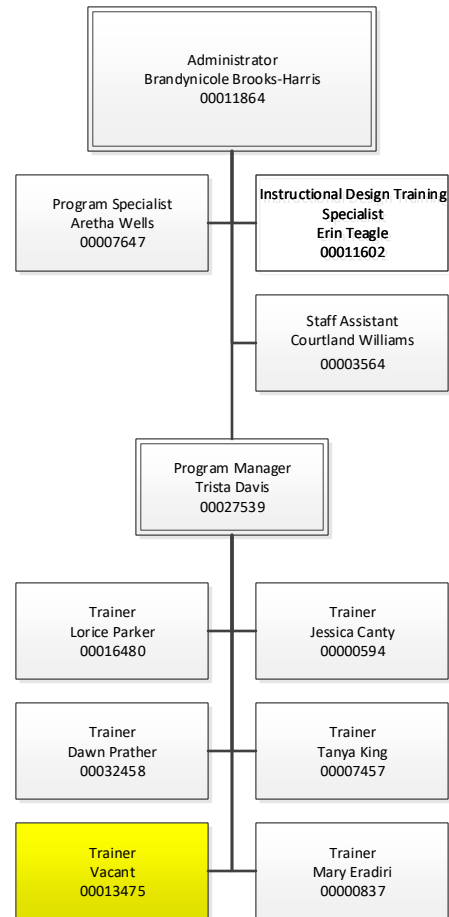 Administrator
Brandynicole Brooks-Harris
00011864
Program Specialist
Aretha Wells
00007647
Instructional Design Training
Specialist
Erin Teagle
00011602
Staff Assistant
Courtland Williams
00003564
Program Manager
Trista Davis
00027539
Trainer
Lorice Parker
00016480
Trainer
Jessica Canty
00000594
Trainer
Dawn Prather
00032458
Trainer
Tanya King
00007457
Trainer
Vacant
00013475
Trainer
Mary Eradiri
00000837